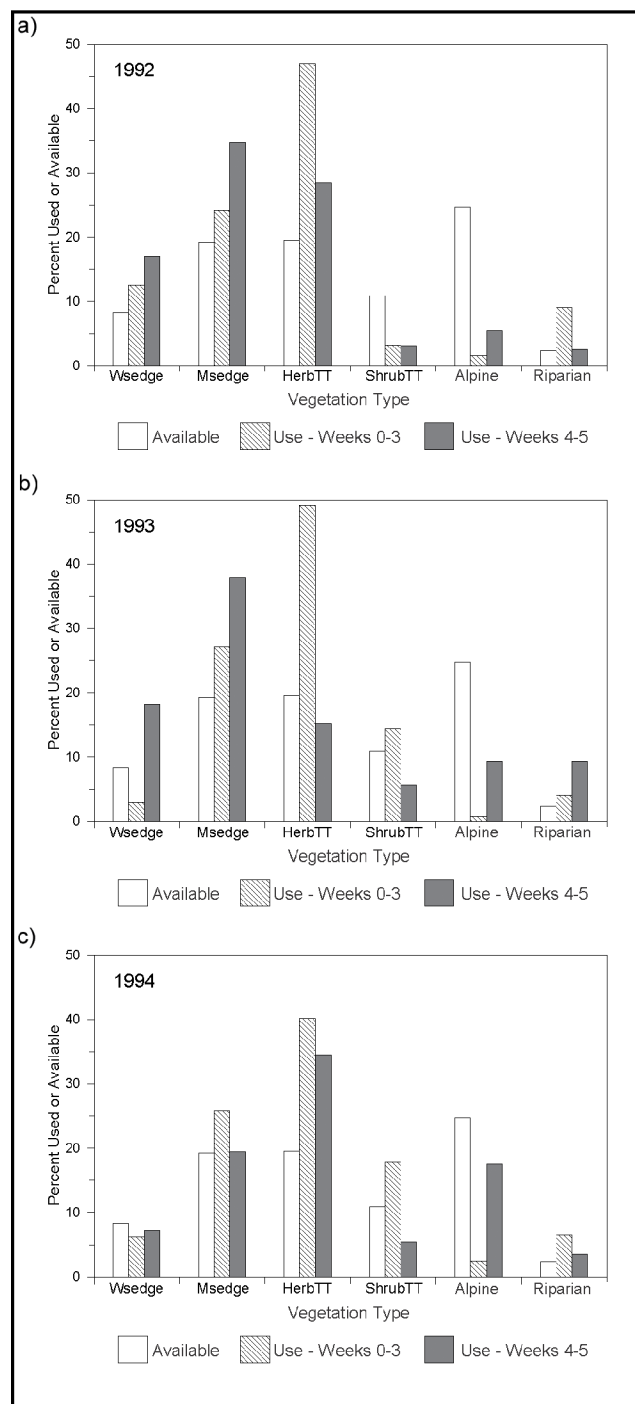 a)
1992
50
40
30
20
10
0
Percent Used or Available
Wsedge Msedge HerbTT ShrubTT Alpine Riparian
Vegetation Type
Available Use - Weeks 0-3 Use - Weeks 4-5
b)
1993
50
40
30
20
10
0
Percent Used or Available
Wsedge Msedge HerbTT ShrubTT Alpine Riparian
Vegetation Type
Available Use - Weeks 0-3 Use - Weeks 4-5
c)
1994
50
40
30
20
10
0
Percent Used or Available
Wsedge Msedge HerbTT ShrubTT Alpine Riparian
Vegetation Type
Available Use - Weeks 0-3 Use - Weeks 4-5